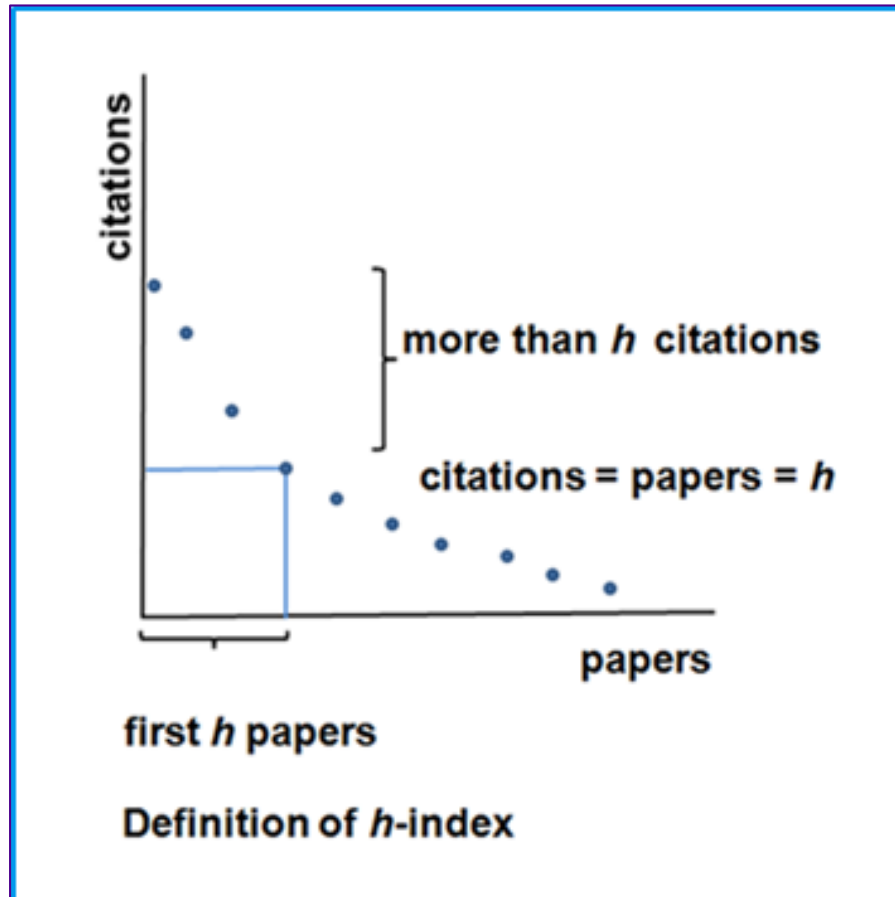 citations
more than h citations
citations = papers = h
papers
first h papers
Definition of h-index